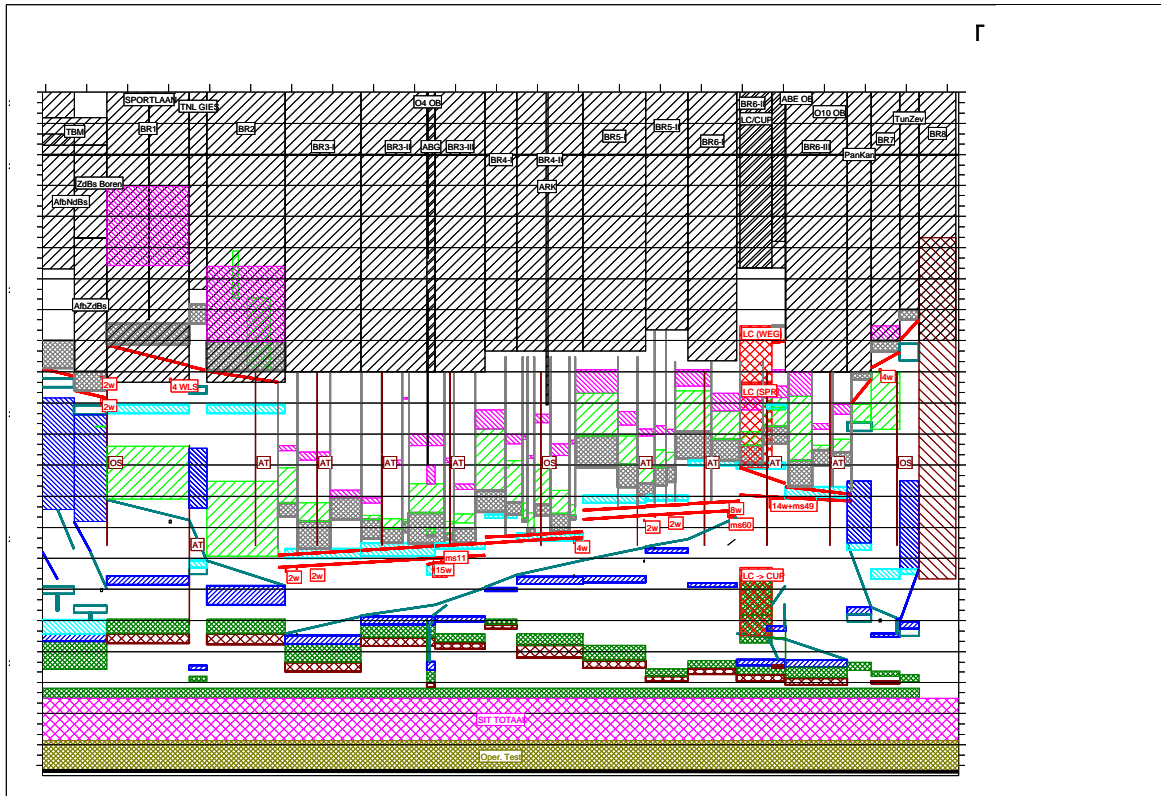 SPORTLAAN
TNL GIES
O4 OB
BR6-II
ABE OB
O10 OB
TunZev
TBM
BR1
BR2
LC/CUP
BR5-I
BR5-II
BR6-I
BR7
BR8
BR3-I
BR3-II
ABG
BR3-III
BR6-III
BR4-I
BR4-II
PanKan
ZdBs Boren
ARK
AfbNdBs
AfbZdBs
LC (WEG
2w
4 WLS
4w
LC (SPR
2w
OS
AT
AT
AT
AT
OS
AT
AT
AT
AT
OS
8w
14w+ms49
ms60
2w
2w
AT
4w
ms11
15w
2w
2w
LC -> CUP
SIT TOTAAL
Oper. Test